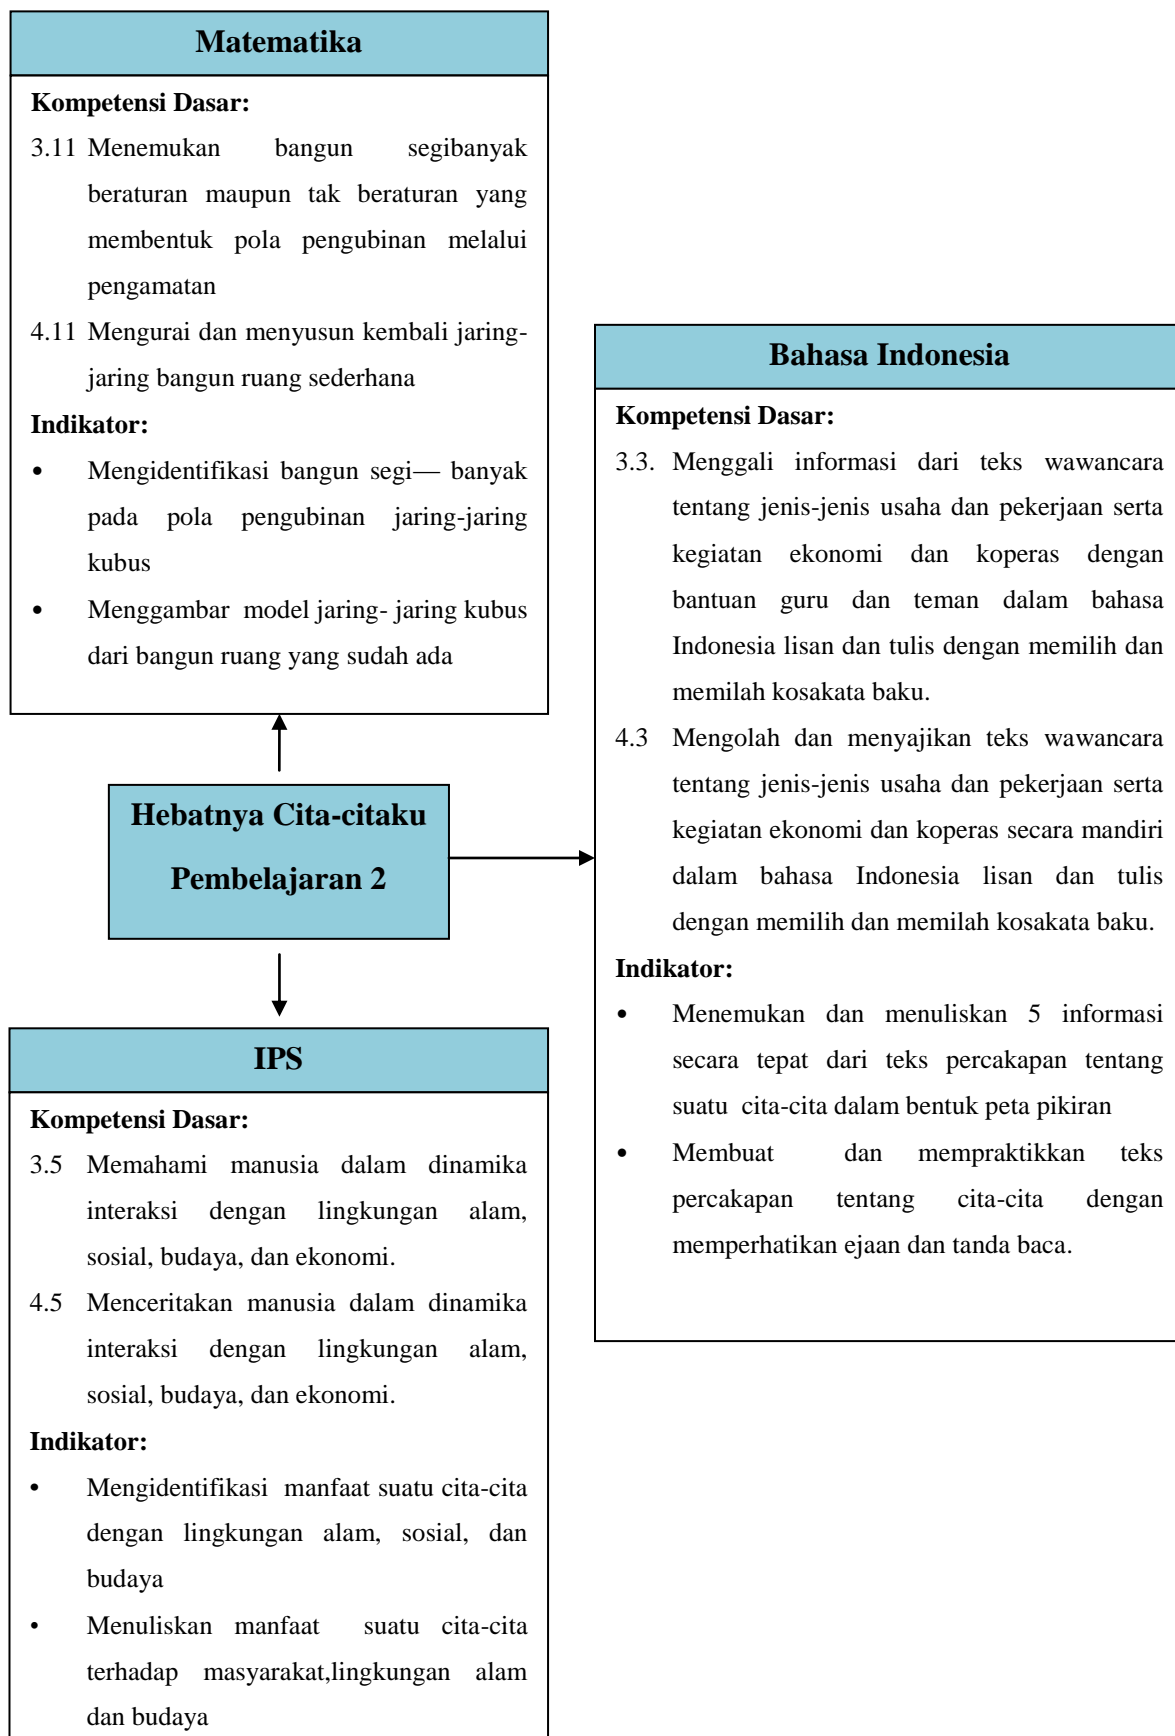 Matematika
Kompetensi Dasar:
3.11 Menemukan bangun segibanyak
beraturan maupun tak beraturan yang
membentuk pola pengubinan melalui
pengamatan
4.11 Mengurai dan menyusun kembali jaring-
jaring bangun ruang sederhana
Indikator:
• Mengidentifikasi bangun segi— banyak
pada pola pengubinan jaring-jaring
kubus
• Menggambar model jaring- jaring kubus
dari bangun ruang yang sudah ada
Hebatnya Cita-citaku
Pembelajaran 2
Bahasa Indonesia
Kompetensi Dasar:
3.3. Menggali informasi dari teks wawancara
tentang jenis-jenis usaha dan pekerjaan serta
kegiatan ekonomi dan koperas dengan
bantuan guru dan teman dalam bahasa
Indonesia lisan dan tulis dengan memilih dan
memilah kosakata baku.
4.3 Mengolah dan menyajikan teks wawancara
tentang jenis-jenis usaha dan pekerjaan serta
kegiatan ekonomi dan koperas secara mandiri
dalam bahasa Indonesia lisan dan tulis
dengan memilih dan memilah kosakata baku.
Indikator:
• Menemukan dan menuliskan 5 informasi
secara tepat dari teks percakapan tentang
suatu cita-cita dalam bentuk peta pikiran
• Membuat dan mempraktikkan teks
percakapan tentang cita-cita dengan
memperhatikan ejaan dan tanda baca.
IPS
Kompetensi Dasar:
3.5 Memahami manusia dalam dinamika
interaksi dengan lingkungan alam,
sosial, budaya, dan ekonomi.
4.5 Menceritakan manusia dalam dinamika
interaksi dengan lingkungan alam,
sosial, budaya, dan ekonomi.
Indikator:
• Mengidentifikasi manfaat suatu cita-cita
dengan lingkungan alam, sosial, dan
budaya
• Menuliskan manfaat suatu cita-cita
terhadap masyarakat,lingkungan alam
dan budaya